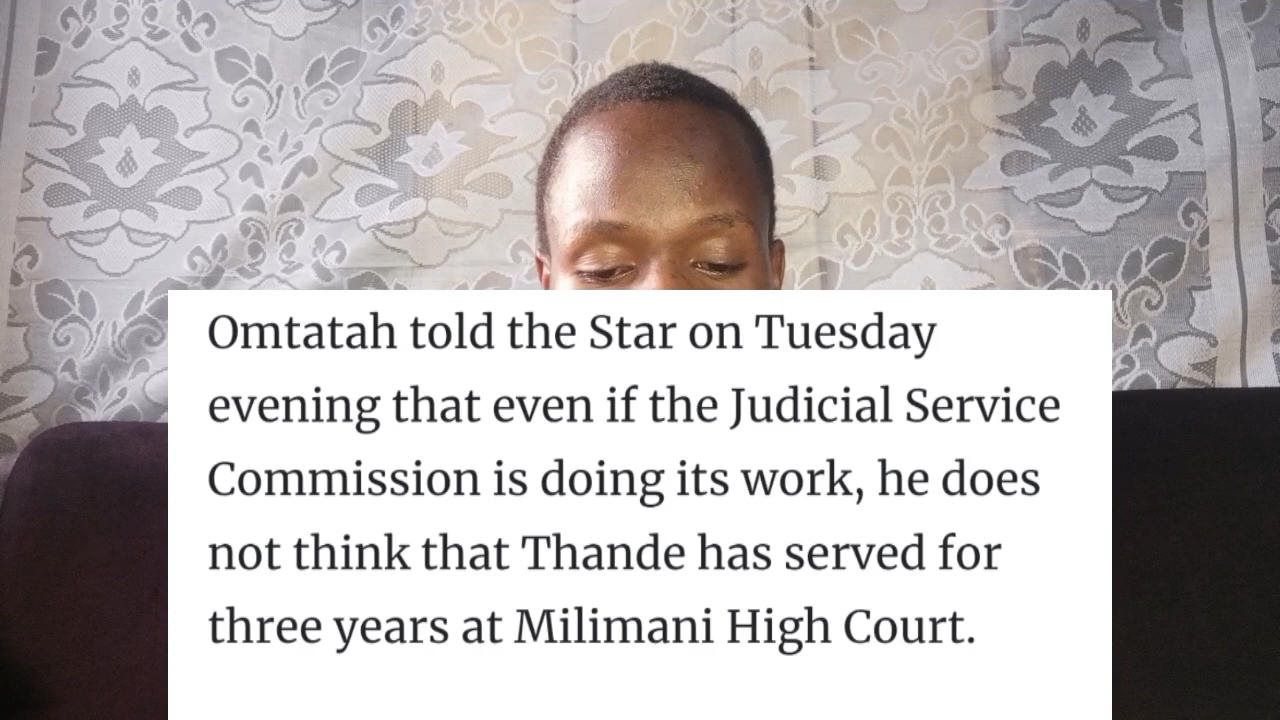 Omtatah told the Star on Tuesday
evening that even if the Judicial Service
Commission is doing its work, he does
not think that Thande has served for
three years at Milimani High Court.